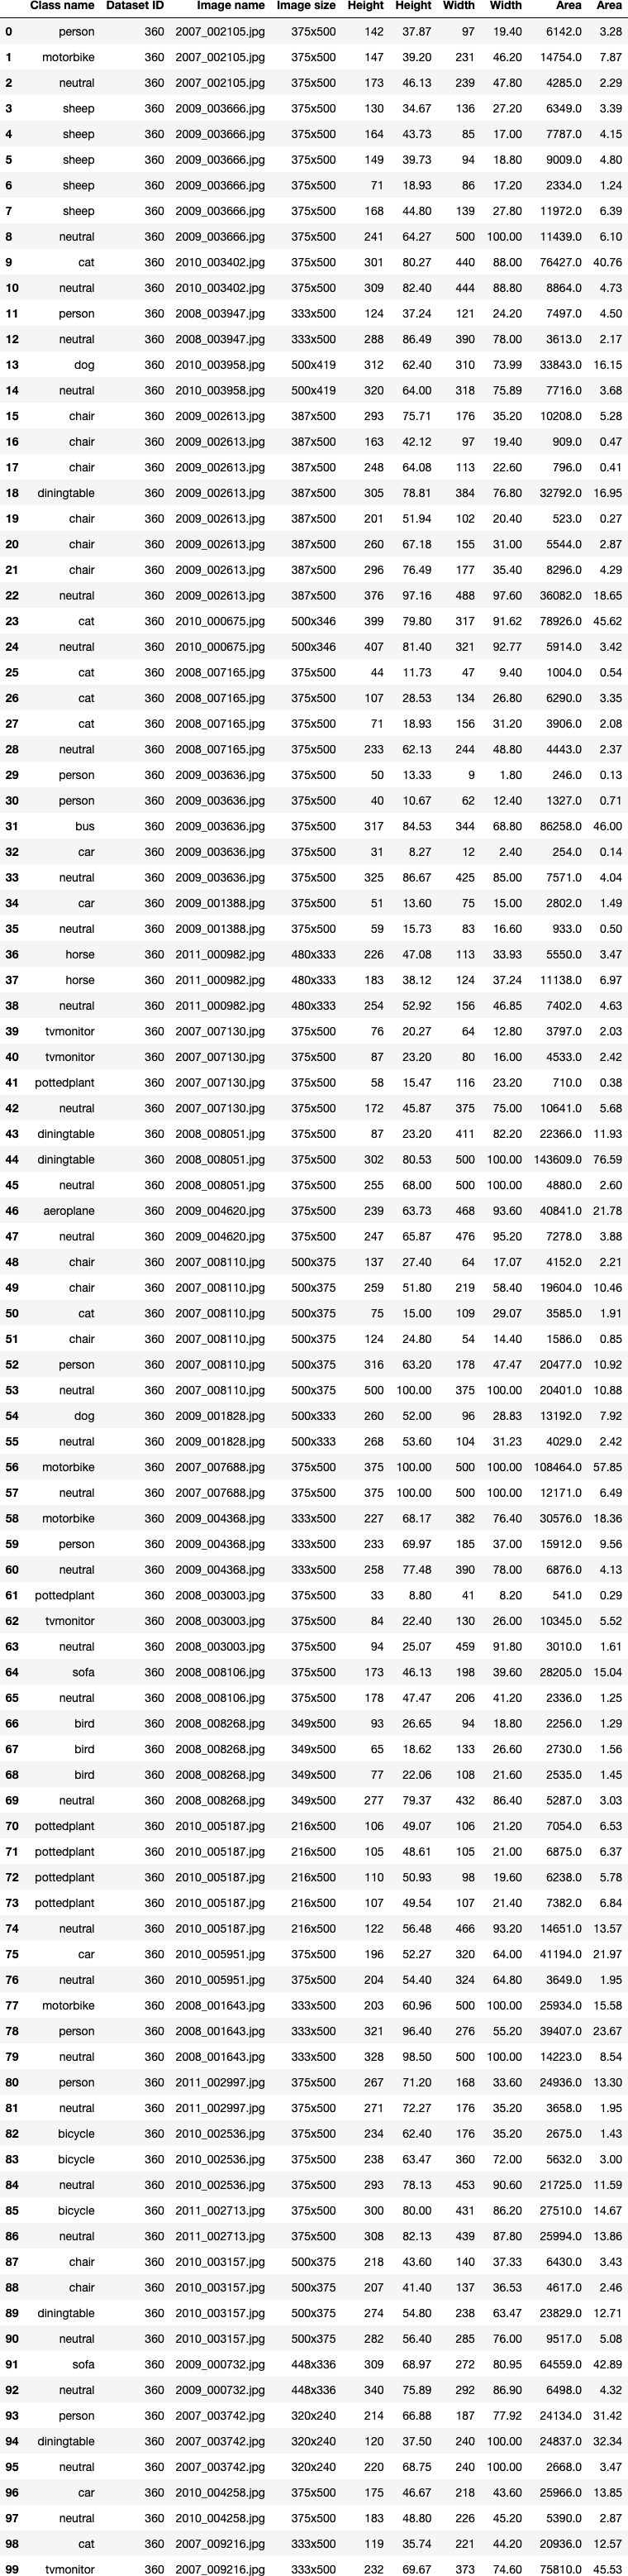 Class name Dataset ID Image name Image size Height Height Width Width Area Area
0 person 360 2007_002105.jpg 375x500 142 37.87 97 19.40 6142.0 3.28
1 motorbike 360 2007_002105.jpg 375x500 147 39.20 231 46.20 14754.0 7.87
2 neutral 360 2007_002105.jpg 375x500 173 46.13 239 47.80 4285.0 2.29
3 sheep 360 2009_003666.jpg 375x500 130 34.67 136 27.20 6349.0 3.39
4 sheep 360 2009_003666.jpg 375x500 164 43.73 85 17.00 7787.0 4.15
5 sheep 360 2009_003666.jpg 375x500 149 39.73 94 18.80 9009.0 4.80
6 sheep 360 2009_003666.jpg 375x500 71 18.93 86 17.20 2334.0 1.24
7 sheep 360 2009_003666.jpg 375x500 168 44.80 139 27.80 11972.0 6.39
8 neutral 360 2009_003666.jpg 375x500 241 64.27 500 100.00 11439.0 6.10
9 cat 360 2010_003402.jpg 375x500 301 80.27 440 88.00 76427.0 40.76
10 neutral 360 2010_003402.jpg 375x500 309 82.40 444 88.80 8864.0 4.73
11 person 360 2008_003947.jpg 333x500 124 37.24 121 24.20 7497.0 4.50
12 neutral 360 2008_003947.jpg 333x500 288 86.49 390 78.00 3613.0 2.17
13 dog 360 2010_003958.jpg 500x419 312 62.40 310 73.99 33843.0 16.15
14 neutral 360 2010_003958.jpg 500x419 320 64.00 318 75.89 7716.0 3.68
15 chair 360 2009_002613.jpg 387x500 293 75.71 176 35.20 10208.0 5.28
16 chair 360 2009_002613.jpg 387x500 163 42.12 97 19.40 909.0 0.47
17 chair 360 2009_002613.jpg 387x500 248 64.08 113 22.60 796.0 0.41
18 diningtable 360 2009_002613.jpg 387x500 305 78.81 384 76.80 32792.0 16.95
19 chair 360 2009_002613.jpg 387x500 201 51.94 102 20.40 523.0 0.27
20 chair 360 2009_002613.jpg 387x500 260 67.18 155 31.00 5544.0 2.87
21 chair 360 2009_002613.jpg 387x500 296 76.49 177 35.40 8296.0 4.29
22 neutral 360 2009_002613.jpg 387x500 376 97.16 488 97.60 36082.0 18.65
23 cat 360 2010_000675.jpg 500x346 399 79.80 317 91.62 78926.0 45.62
24 neutral 360 2010_000675.jpg 500x346 407 81.40 321 92.77 5914.0 3.42
25 cat 360 2008_007165.jpg 375x500 44 11.73 47 9.40 1004.0 0.54
26 cat 360 2008_007165.jpg 375x500 107 28.53 134 26.80 6290.0 3.35
27 cat 360 2008_007165.jpg 375x500 71 18.93 156 31.20 3906.0 2.08
28 neutral 360 2008_007165.jpg 375x500 233 62.13 244 48.80 4443.0 2.37
29 person 360 2009_003636.jpg 375x500 50 13.33 9 1.80 246.0 0.13
30 person 360 2009_003636.jpg 375x500 40 10.67 62 12.40 1327.0 0.71
31 bus 360 2009_003636.jpg 375x500 317 84.53 344 68.80 86258.0 46.00
32 car 360 2009_003636.jpg 375x500 31 8.27 12 2.40 254.0 0.14
33 neutral 360 2009_003636.jpg 375x500 325 86.67 425 85.00 7571.0 4.04
34 car 360 2009_001388.jpg 375x500 51 13.60 75 15.00 2802.0 1.49
35 neutral 360 2009_001388.jpg 375x500 59 15.73 83 16.60 933.0 0.50
36 horse 360 2011_000982.jpg 480x333 226 47.08 113 33.93 5550.0 3.47
37 horse 360 2011_000982.jpg 480x333 183 38.12 124 37.24 11138.0 6.97
38 neutral 360 2011_000982.jpg 480x333 254 52.92 156 46.85 7402.0 4.63
39 tvmonitor 360 2007_007130.jpg 375x500 76 20.27 64 12.80 3797.0 2.03
40 tvmonitor 360 2007_007130.jpg 375x500 87 23.20 80 16.00 4533.0 2.42
41 pottedplant 360 2007_007130.jpg 375x500 58 15.47 116 23.20 710.0 0.38
42 neutral 360 2007_007130.jpg 375x500 172 45.87 375 75.00 10641.0 5.68
43 diningtable 360 2008_008051.jpg 375x500 87 23.20 411 82.20 22366.0 11.93
44 diningtable 360 2008_008051.jpg 375x500 302 80.53 500 100.00 143609.0 76.59
45 neutral 360 2008_008051.jpg 375x500 255 68.00 500 100.00 4880.0 2.60
46 aeroplane 360 2009_004620.jpg 375x500 239 63.73 468 93.60 40841.0 21.78
47 neutral 360 2009_004620.jpg 375x500 247 65.87 476 95.20 7278.0 3.88
48 chair 360 2007_008110.jpg 500x375 137 27.40 64 17.07 4152.0 2.21
49 chair 360 2007_008110.jpg 500x375 259 51.80 219 58.40 19604.0 10.46
50 cat 360 2007_008110.jpg 500x375 75 15.00 109 29.07 3585.0 1.91
51 chair 360 2007_008110.jpg 500x375 124 24.80 54 14.40 1586.0 0.85
52 person 360 2007_008110.jpg 500x375 316 63.20 178 47.47 20477.0 10.92
53 neutral 360 2007_008110.jpg 500x375 500 100.00 375 100.00 20401.0 10.88
54 dog 360 2009_001828.jpg 500x333 260 52.00 96 28.83 13192.0 7.92
55 neutral 360 2009_001828.jpg 500x333 268 53.60 104 31.23 4029.0 2.42
56 motorbike 360 2007_007688.jpg 375x500 375 100.00 500 100.00 108464.0 57.85
57 neutral 360 2007_007688.jpg 375x500 375 100.00 500 100.00 12171.0 6.49
58 motorbike 360 2009_004368.jpg 333x500 227 68.17 382 76.40 30576.0 18.36
59 person 360 2009_004368.jpg 333x500 233 69.97 185 37.00 15912.0 9.56
60 neutral 360 2009_004368.jpg 333x500 258 77.48 390 78.00 6876.0 4.13
61 pottedplant 360 2008_003003.jpg 375x500 33 8.80 41 8.20 541.0 0.29
62 tvmonitor 360 2008_003003.jpg 375x500 84 22.40 130 26.00 10345.0 5.52
63 neutral 360 2008_003003.jpg 375x500 94 25.07 459 91.80 3010.0 1.61
64 sofa 360 2008_008106.jpg 375x500 173 46.13 198 39.60 28205.0 15.04
65 neutral 360 2008_008106.jpg 375x500 178 47.47 206 41.20 2336.0 1.25
66 bird 360 2008_008268.jpg 349x500 93 26.65 94 18.80 2256.0 1.29
67 bird 360 2008_008268.jpg 349x500 65 18.62 133 26.60 2730.0 1.56
68 bird 360 2008_008268.jpg 349x500 77 22.06 108 21.60 2535.0 1.45
69 neutral 360 2008_008268.jpg 349x500 277 79.37 432 86.40 5287.0 3.03
70 pottedplant 360 2010_005187.jpg 216x500 106 49.07 106 21.20 7054.0 6.53
71 pottedplant 360 2010_005187.jpg 216x500 105 48.61 105 21.00 6875.0 6.37
72 pottedplant 360 2010_005187.jpg 216x500 110 50.93 98 19.60 6238.0 5.78
73 pottedplant 360 2010_005187.jpg 216x500 107 49.54 107 21.40 7382.0 6.84
74 neutral 360 2010_005187.jpg 216x500 122 56.48 466 93.20 14651.0 13.57
75 car 360 2010_005951.jpg 375x500 196 52.27 320 64.00 41194.0 21.97
76 neutral 360 2010_005951.jpg 375x500 204 54.40 324 64.80 3649.0 1.95
77 motorbike 360 2008_001643.jpg 333x500 203 60.96 500 100.00 25934.0 15.58
78 person 360 2008_001643.jpg 333x500 321 96.40 276 55.20 39407.0 23.67
79 neutral 360 2008_001643.jpg 333x500 328 98.50 500 100.00 14223.0 8.54
80 person 360 2011_002997.jpg 375x500 267 71.20 168 33.60 24936.0 13.30
81 neutral 360 2011_002997.jpg 375x500 271 72.27 176 35.20 3658.0 1.95
82 bicycle 360 2010_002536.jpg 375x500 234 62.40 176 35.20 2675.0 1.43
83 bicycle 360 2010_002536.jpg 375x500 238 63.47 360 72.00 5632.0 3.00
84 neutral 360 2010_002536.jpg 375x500 293 78.13 453 90.60 21725.0 11.59
85 bicycle 360 2011_002713.jpg 375x500 300 80.00 431 86.20 27510.0 14.67
86 neutral 360 2011_002713.jpg 375x500 308 82.13 439 87.80 25994.0 13.86
87 chair 360 2010_003157.jpg 500x375 218 43.60 140 37.33 6430.0 3.43
88 chair 360 2010_003157.jpg 500x375 207 41.40 137 36.53 4617.0 2.46
89 diningtable 360 2010_003157.jpg 500x375 274 54.80 238 63.47 23829.0 12.71
90 neutral 360 2010_003157.jpg 500x375 282 56.40 285 76.00 9517.0 5.08
91 sofa 360 2009_000732.jpg 448x336 309 68.97 272 80.95 64559.0 42.89
92 neutral 360 2009_000732.jpg 448x336 340 75.89 292 86.90 6498.0 4.32
93 person 360 2007_003742.jpg 320x240 214 66.88 187 77.92 24134.0 31.42
94 diningtable 360 2007_003742.jpg 320x240 120 37.50 240 100.00 24837.0 32.34
95 neutral 360 2007_003742.jpg 320x240 220 68.75 240 100.00 2668.0 3.47
96 car 360 2010_004258.jpg 375x500 175 46.67 218 43.60 25966.0 13.85
97 neutral 360 2010_004258.jpg 375x500 183 48.80 226 45.20 5390.0 2.87
98 cat 360 2007_009216.jpg 333x500 119 35.74 221 44.20 20936.0 12.57
99 tvmonitor 360 2007_009216.jpg 333x500 232 69.67 373 74.60 75810.0 45.53